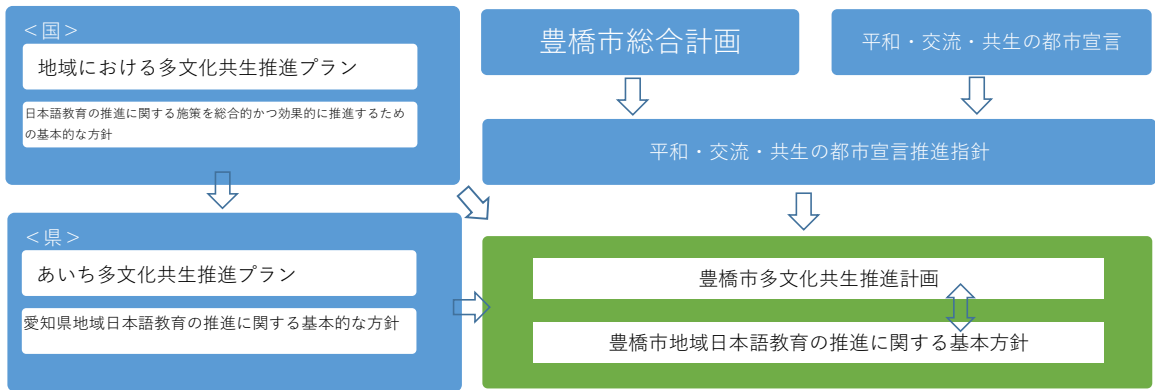 ＜国＞
地域における多文化共生推進プラン
日本語教育の推進に関する施策を総合的かつ効果的に推進するため
の基本的な方針
豊橋市総合計画
平和・交流・共生の都市宣言
平和・交流・共生の都市宣言推進指針
＜県＞
あいち多文化共生推進プラン
愛知県地域日本語教育の推進に関する基本的な方針
豊橋市多文化共生推進計画
豊橋市地域日本語教育の推進に関する基本方針